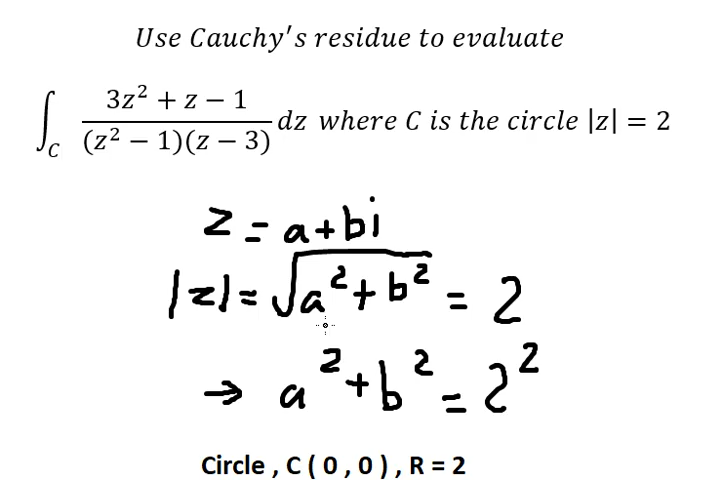 Use Cauchy's residue to evaluate
∫_C (3z² + z − 1)/((z² − 1)(z − 3)) dz where C is the circle |z| = 2
z = a+bi
|z| = √(a²+b²) = 2
→ a²+b² = 2²
Circle , C ( 0 , 0 ) , R = 2